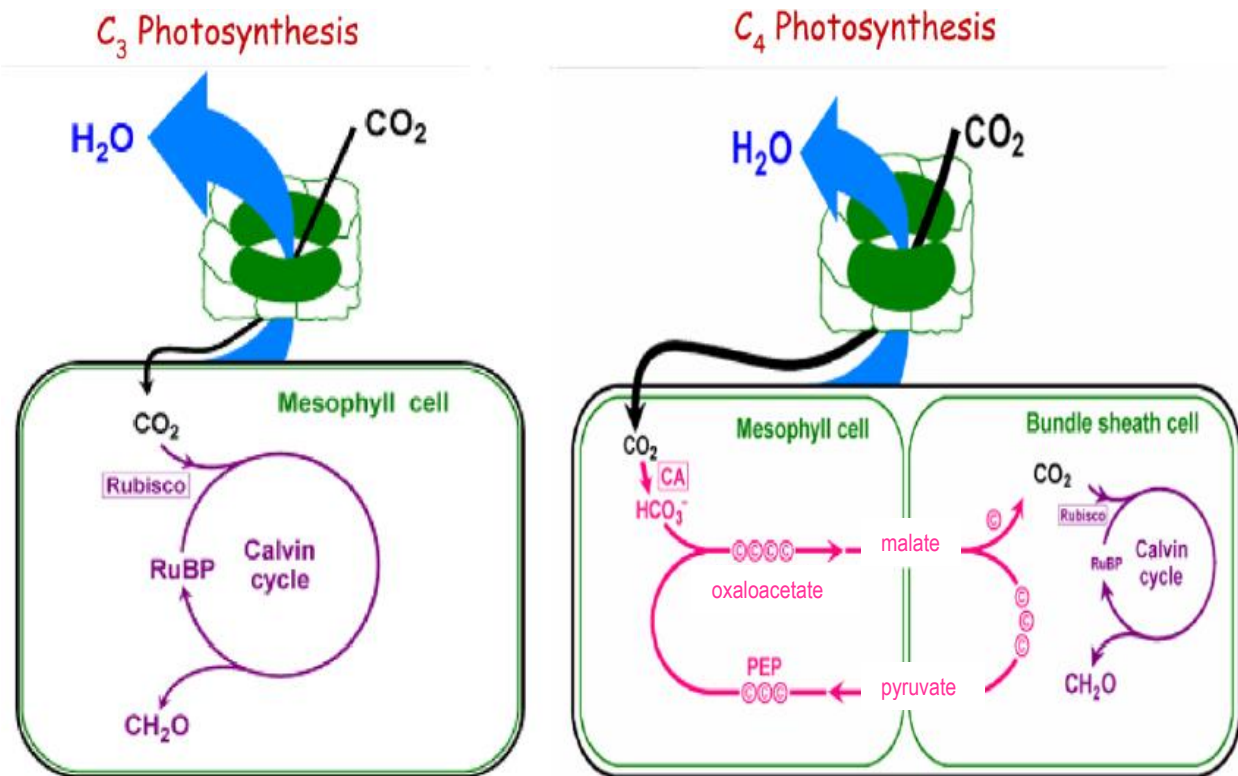 C₃ Photosynthesis
H₂O
CO₂
Mesophyll cell
CO₂
Rubisco
RuBP
Calvin
cycle
CH₂O
C₄ Photosynthesis
H₂O
CO₂
Mesophyll cell
CO₂
CA
HCO₃⁻
©©©©
oxaloacetate
malate
PEP
©©©
pyruvate
Bundle sheath cell
©
CO₂
Rubisco
RuBP
Calvin
cycle
©
©
©
CH₂O